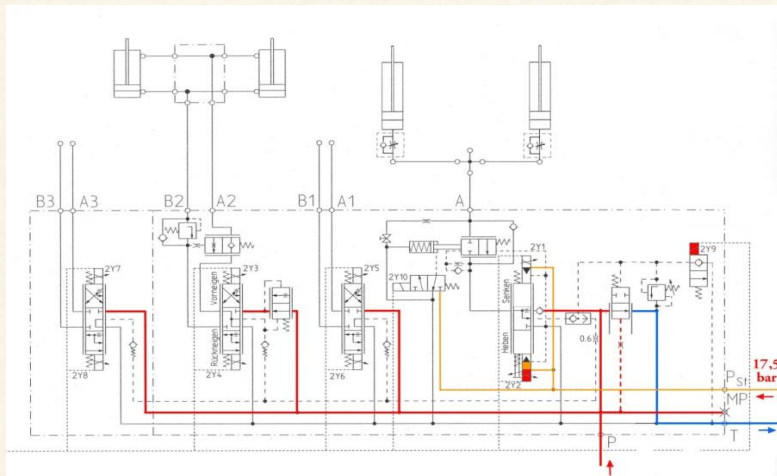 B3
A3
B2
A2
B1
A1
A
2Y7
2Y3
Vorneigen
2Y5
2Y10
2Y1
Senken
2Y9
Rückneigen
Heben
0.6
2Y8
2Y4
2Y6
2Y2
17,5
bar
PSt
MP
T
P